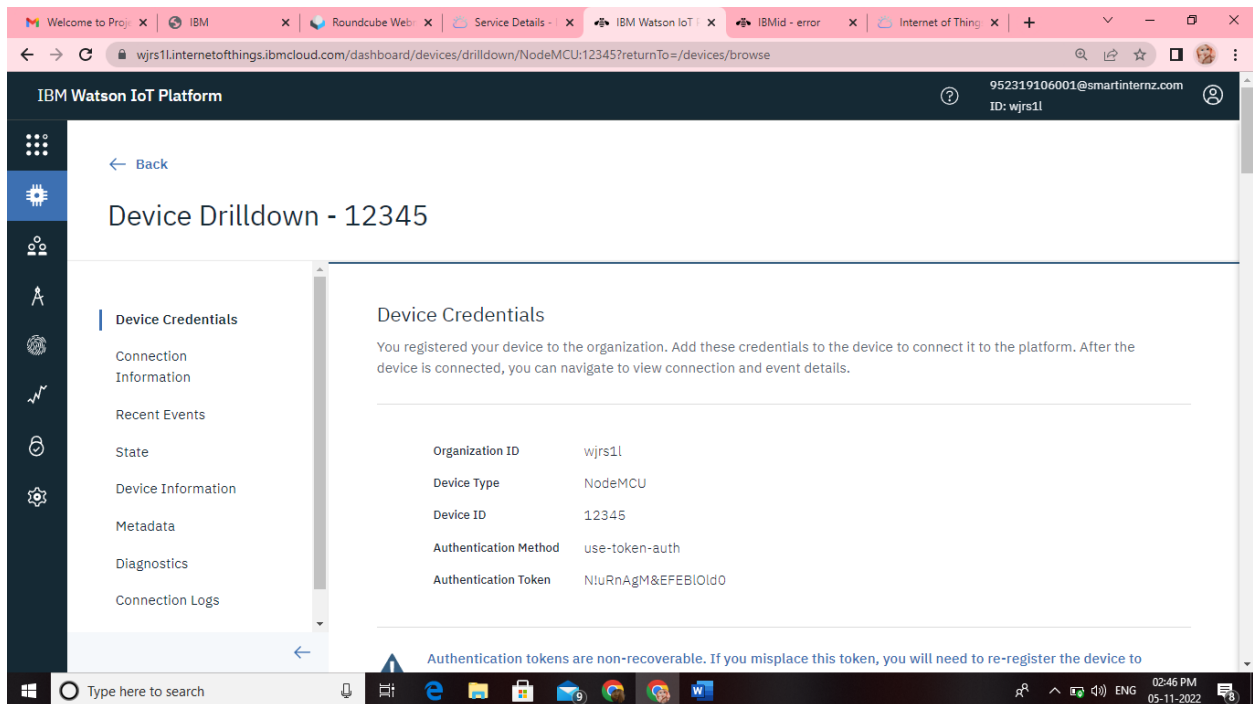 Welcome to Proje
IBM
Roundcube Webm
Service Details - I
IBM Watson IoT P
IBMid - error
Internet of Thing
wjrs1l.internetofthings.ibmcloud.com/dashboard/devices/drilldown/NodeMCU:12345?returnTo=/devices/browse
IBM Watson IoT Platform
952319106001@smartinternz.com
ID: wjrs1l
Back
Device Drilldown - 12345
Device Credentials
Connection
Information
Recent Events
State
Device Information
Metadata
Diagnostics
Connection Logs
Device Credentials
You registered your device to the organization. Add these credentials to the device to connect it to the platform. After the
device is connected, you can navigate to view connection and event details.
Organization ID wjrs1l
Device Type NodeMCU
Device ID 12345
Authentication Method use-token-auth
Authentication Token N!uRnAgM&EFEBlOld0
Authentication tokens are non-recoverable. If you misplace this token, you will need to re-register the device to
Type here to search
9
ENG
02:46 PM
05-11-2022
8